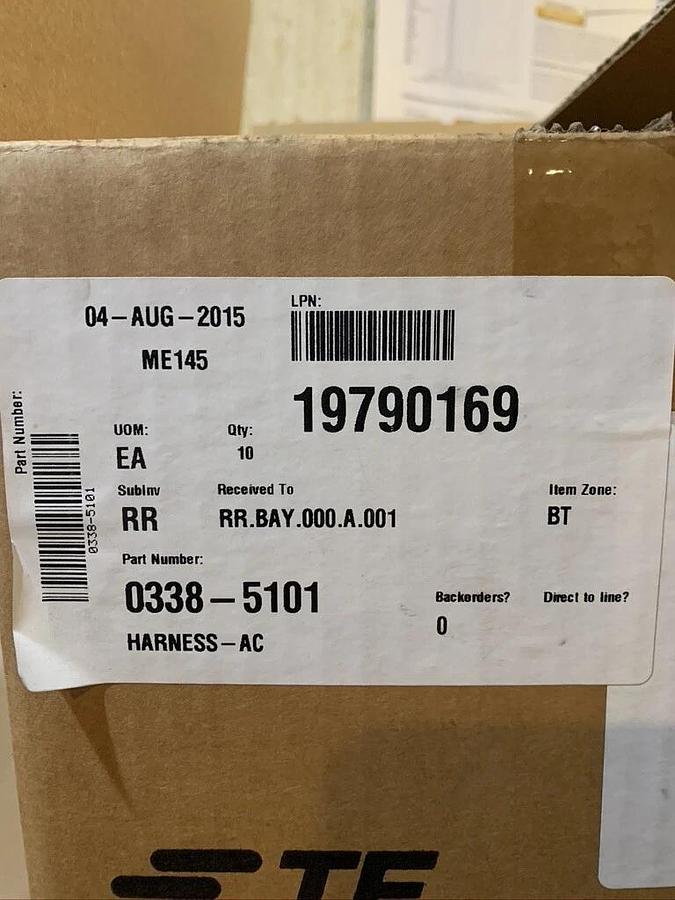 04-AUG-2015
ME145
LPN:
19790169
Part Number:
0338-5101
UOM:
Qty:
EA
10
SubInv
Received To
Item Zone:
RR
RR.BAY.000.A.001
BT
Part Number:
0338-5101
Backorders?
Direct to line?
0
HARNESS-AC
TE